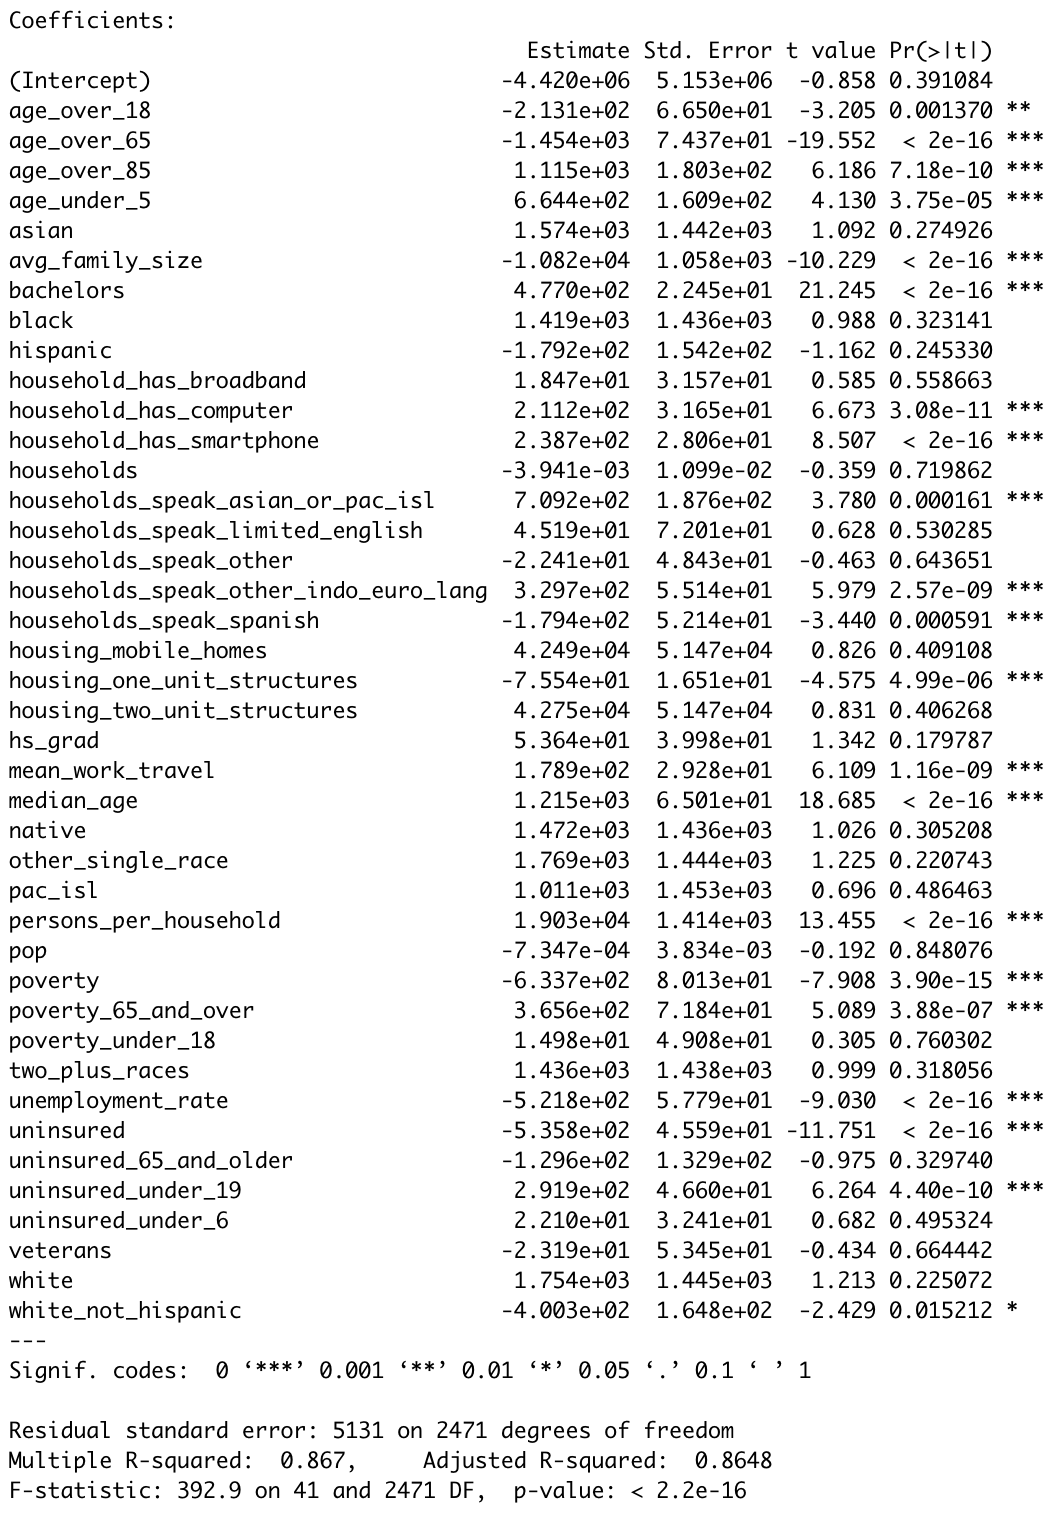 Coefficients:
Estimate Std. Error t value Pr(>|t|)
(Intercept) -4.420e+06 5.153e+06 -0.858 0.391084
age_over_18 -2.131e+02 6.650e+01 -3.205 0.001370 **
age_over_65 -1.454e+03 7.437e+01 -19.552 < 2e-16 ***
age_over_85 1.115e+03 1.803e+02 6.186 7.18e-10 ***
age_under_5 6.644e+02 1.609e+02 4.130 3.75e-05 ***
asian 1.574e+03 1.442e+03 1.092 0.274926
avg_family_size -1.082e+04 1.058e+03 -10.229 < 2e-16 ***
bachelors 4.770e+02 2.245e+01 21.245 < 2e-16 ***
black 1.419e+03 1.436e+03 0.988 0.323141
hispanic -1.792e+02 1.542e+02 -1.162 0.245330
household_has_broadband 1.847e+01 3.157e+01 0.585 0.558663
household_has_computer 2.112e+02 3.165e+01 6.673 3.08e-11 ***
household_has_smartphone 2.387e+02 2.806e+01 8.507 < 2e-16 ***
households -3.941e-03 1.099e-02 -0.359 0.719862
households_speak_asian_or_pac_isl 7.092e+02 1.876e+02 3.780 0.000161 ***
households_speak_limited_english 4.519e+01 7.201e+01 0.628 0.530285
households_speak_other -2.241e+01 4.843e+01 -0.463 0.643651
households_speak_other_indo_euro_lang 3.297e+02 5.514e+01 5.979 2.57e-09 ***
households_speak_spanish -1.794e+02 5.214e+01 -3.440 0.000591 ***
housing_mobile_homes 4.249e+04 5.147e+04 0.826 0.409108
housing_one_unit_structures -7.554e+01 1.651e+01 -4.575 4.99e-06 ***
housing_two_unit_structures 4.275e+04 5.147e+04 0.831 0.406268
hs_grad 5.364e+01 3.998e+01 1.342 0.179787
mean_work_travel 1.789e+02 2.928e+01 6.109 1.16e-09 ***
median_age 1.215e+03 6.501e+01 18.685 < 2e-16 ***
native 1.472e+03 1.436e+03 1.026 0.305208
other_single_race 1.769e+03 1.444e+03 1.225 0.220743
pac_isl 1.011e+03 1.453e+03 0.696 0.486463
persons_per_household 1.903e+04 1.414e+03 13.455 < 2e-16 ***
pop -7.347e-04 3.834e-03 -0.192 0.848076
poverty -6.337e+02 8.013e+01 -7.908 3.90e-15 ***
poverty_65_and_over 3.656e+02 7.184e+01 5.089 3.88e-07 ***
poverty_under_18 1.498e+01 4.908e+01 0.305 0.760302
two_plus_races 1.436e+03 1.438e+03 0.999 0.318056
unemployment_rate -5.218e+02 5.779e+01 -9.030 < 2e-16 ***
uninsured -5.358e+02 4.559e+01 -11.751 < 2e-16 ***
uninsured_65_and_older -1.296e+02 1.329e+02 -0.975 0.329740
uninsured_under_19 2.919e+02 4.660e+01 6.264 4.40e-10 ***
uninsured_under_6 2.210e+01 3.241e+01 0.682 0.495324
veterans -2.319e+01 5.345e+01 -0.434 0.664442
white 1.754e+03 1.445e+03 1.213 0.225072
white_not_hispanic -4.003e+02 1.648e+02 -2.429 0.015212 *
---
Signif. codes: 0 ‘***’ 0.001 ‘**’ 0.01 ‘*’ 0.05 ‘.’ 0.1 ‘ ’ 1
Residual standard error: 5131 on 2471 degrees of freedom
Multiple R-squared: 0.867, Adjusted R-squared: 0.8648
F-statistic: 392.9 on 41 and 2471 DF, p-value: < 2.2e-16